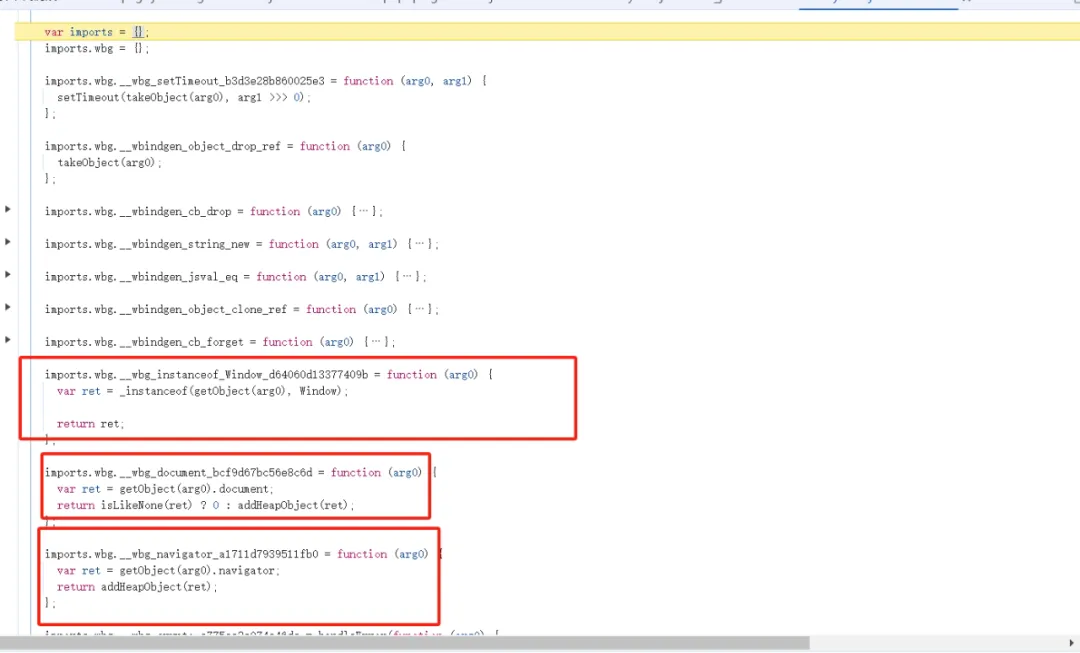 var imports = {};
imports.wbg = {};
imports.wbg.__wbg_setTimeout_b3d3e28b860025e3 = function (arg0, arg1) {
setTimeout(takeObject(arg0), arg1 >>> 0);
};
imports.wbg.__wbindgen_object_drop_ref = function (arg0) {
takeObject(arg0);
};
imports.wbg.__wbindgen_cb_drop = function (arg0) {…};
imports.wbg.__wbindgen_string_new = function (arg0, arg1) {…};
imports.wbg.__wbindgen_jsval_eq = function (arg0, arg1) {…};
imports.wbg.__wbindgen_object_clone_ref = function (arg0) {…};
imports.wbg.__wbindgen_cb_forget = function (arg0) {…};
imports.wbg.__wbg_instanceof_Window_d64060d13377409b = function (arg0) {
var ret = _instanceof(getObject(arg0), Window);
return ret;
};
imports.wbg.__wbg_document_bcf9d67bc56e8c6d = function (arg0) {
var ret = getObject(arg0).document;
return isLikeNone(ret) ? 0 : addHeapObject(ret);
};
imports.wbg.__wbg_navigator_a1711d7939511fb0 = function (arg0) {
var ret = getObject(arg0).navigator;
return addHeapObject(ret);
};